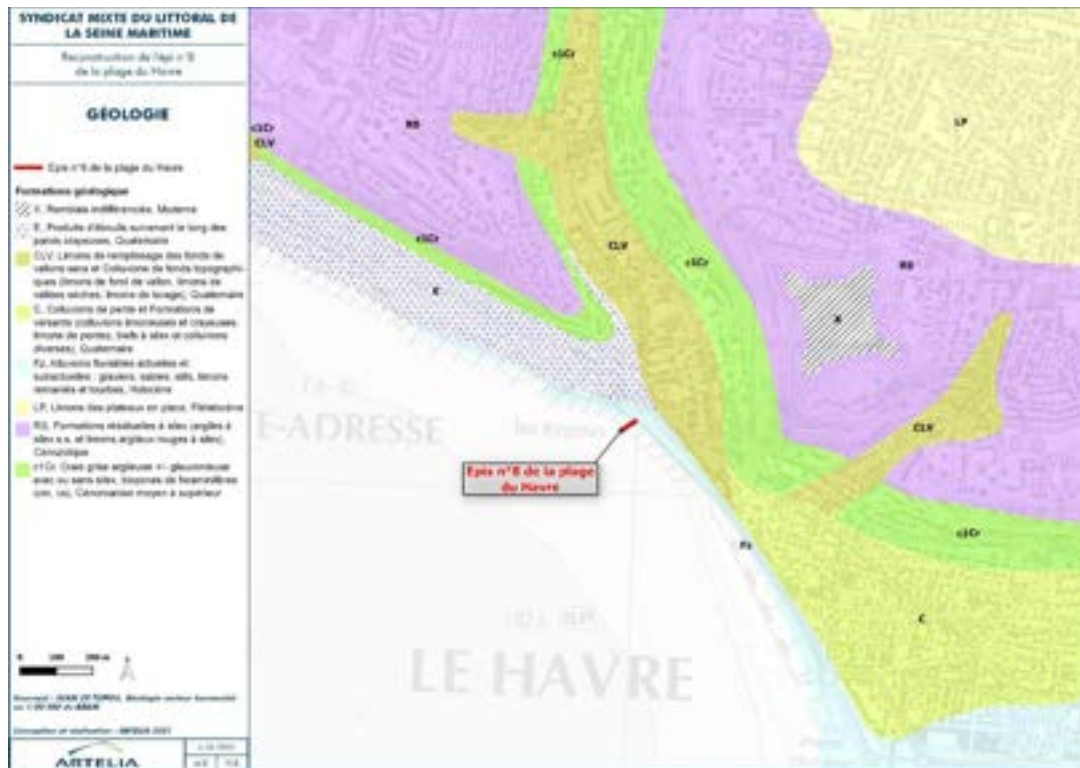 SYNDICAT MIXTE DU LITTORAL DE
LA SEINE MARITIME
Reconstruction de l'épi n°8
de la plage du Havre
GÉOLOGIE
Epis n°8 de la plage du Havre
Formations géologique
X, Remblais indifférenciés, Moderne
E, Produits d'éboulis survenant le long des
parois crayeuses, Quaternaire
CLV, Limons de remplissage des fonds de
vallons secs et Colluvions de fonds topographi-
ques (limons de fond de vallon, limons de
vallées sèches, limons de lavage), Quaternaire
C, Colluvions de pente et Formations de
versants (colluvions limoneuses et crayeuses,
limons de pentes, biefs à silex et colluvions
diverses), Quaternaire
Fz, Alluvions fluviatiles actuelles et
subactuelles : graviers, sables, silts, limons
remaniés et tourbes, Holocène
LP, Limons des plateaux en place, Pléistocène
RS, Formations résiduelles à silex (argiles à
silex s.s. et limons argileux rouges à silex),
Cénozoïque
c1Cr, Craie grise argileuse +/- glauconieuse
avec ou sans silex, Cénomanien moyen à supérieur
ARTELIA
c1Cr
RS
LP
c1Cr
CLV
c1Cr
E
CLV
c1Cr
RS
X
CLV
E-ADRESSE
Epis n°8 de la plage
du Havre
Fz
c1Cr
C
LE HAVRE